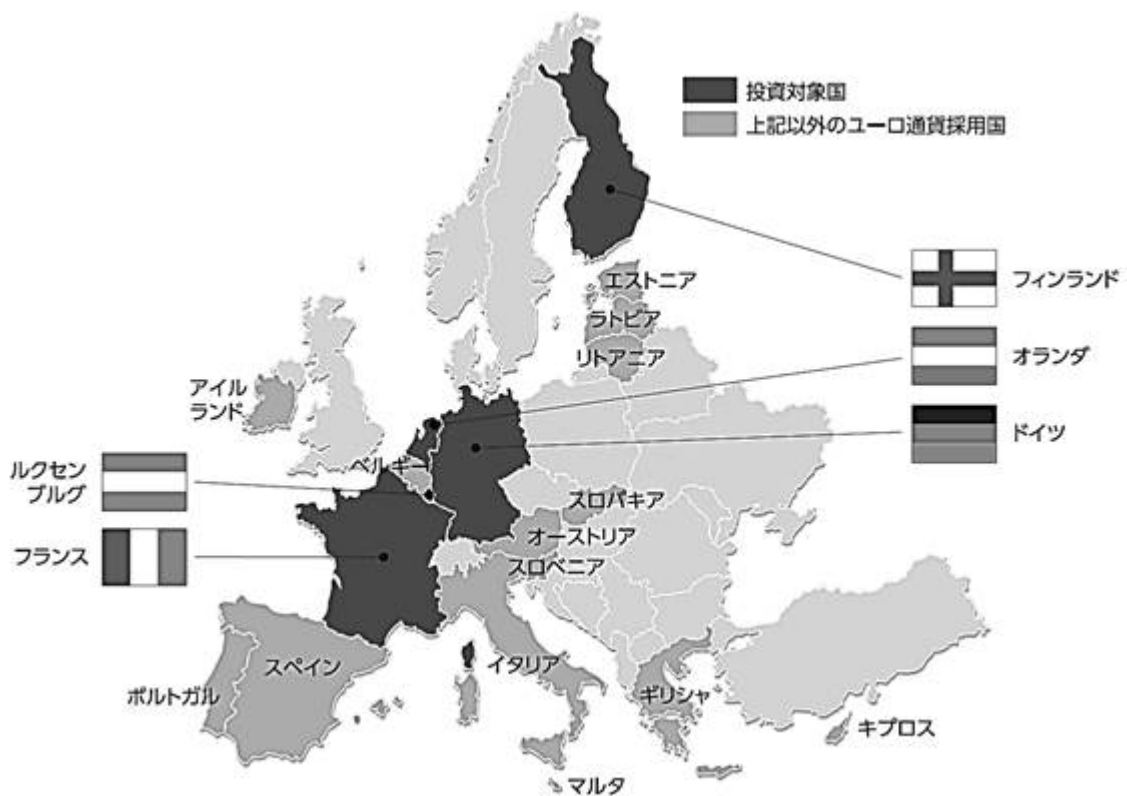 投資対象国
上記以外のユーロ通貨採用国
フィンランド
エストニア
ラトビア
オランダ
リトアニア
アイル
ランド
ドイツ
ベルギー
ルクセン
ブルグ
スロバキア
オーストリア
フランス
スロベニア
スペイン
イタリア
ポルトガル
ギリシャ
キプロス
マルタ